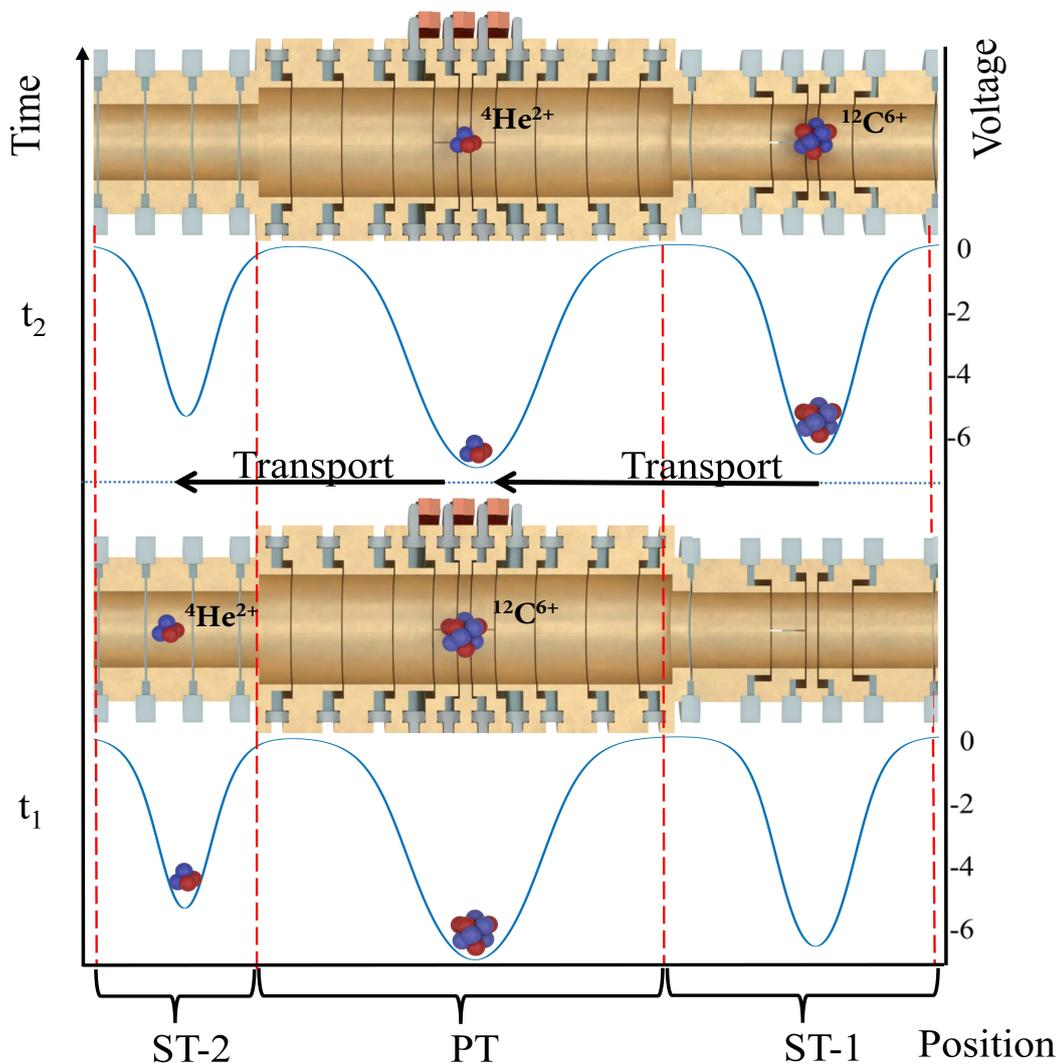 Time
Voltage
⁴He²⁺
¹²C⁶⁺
0
-2
t₂
-4
-6
Transport
Transport
⁴He²⁺
¹²C⁶⁺
0
-2
t₁
-4
-6
ST-2
PT
ST-1
Position